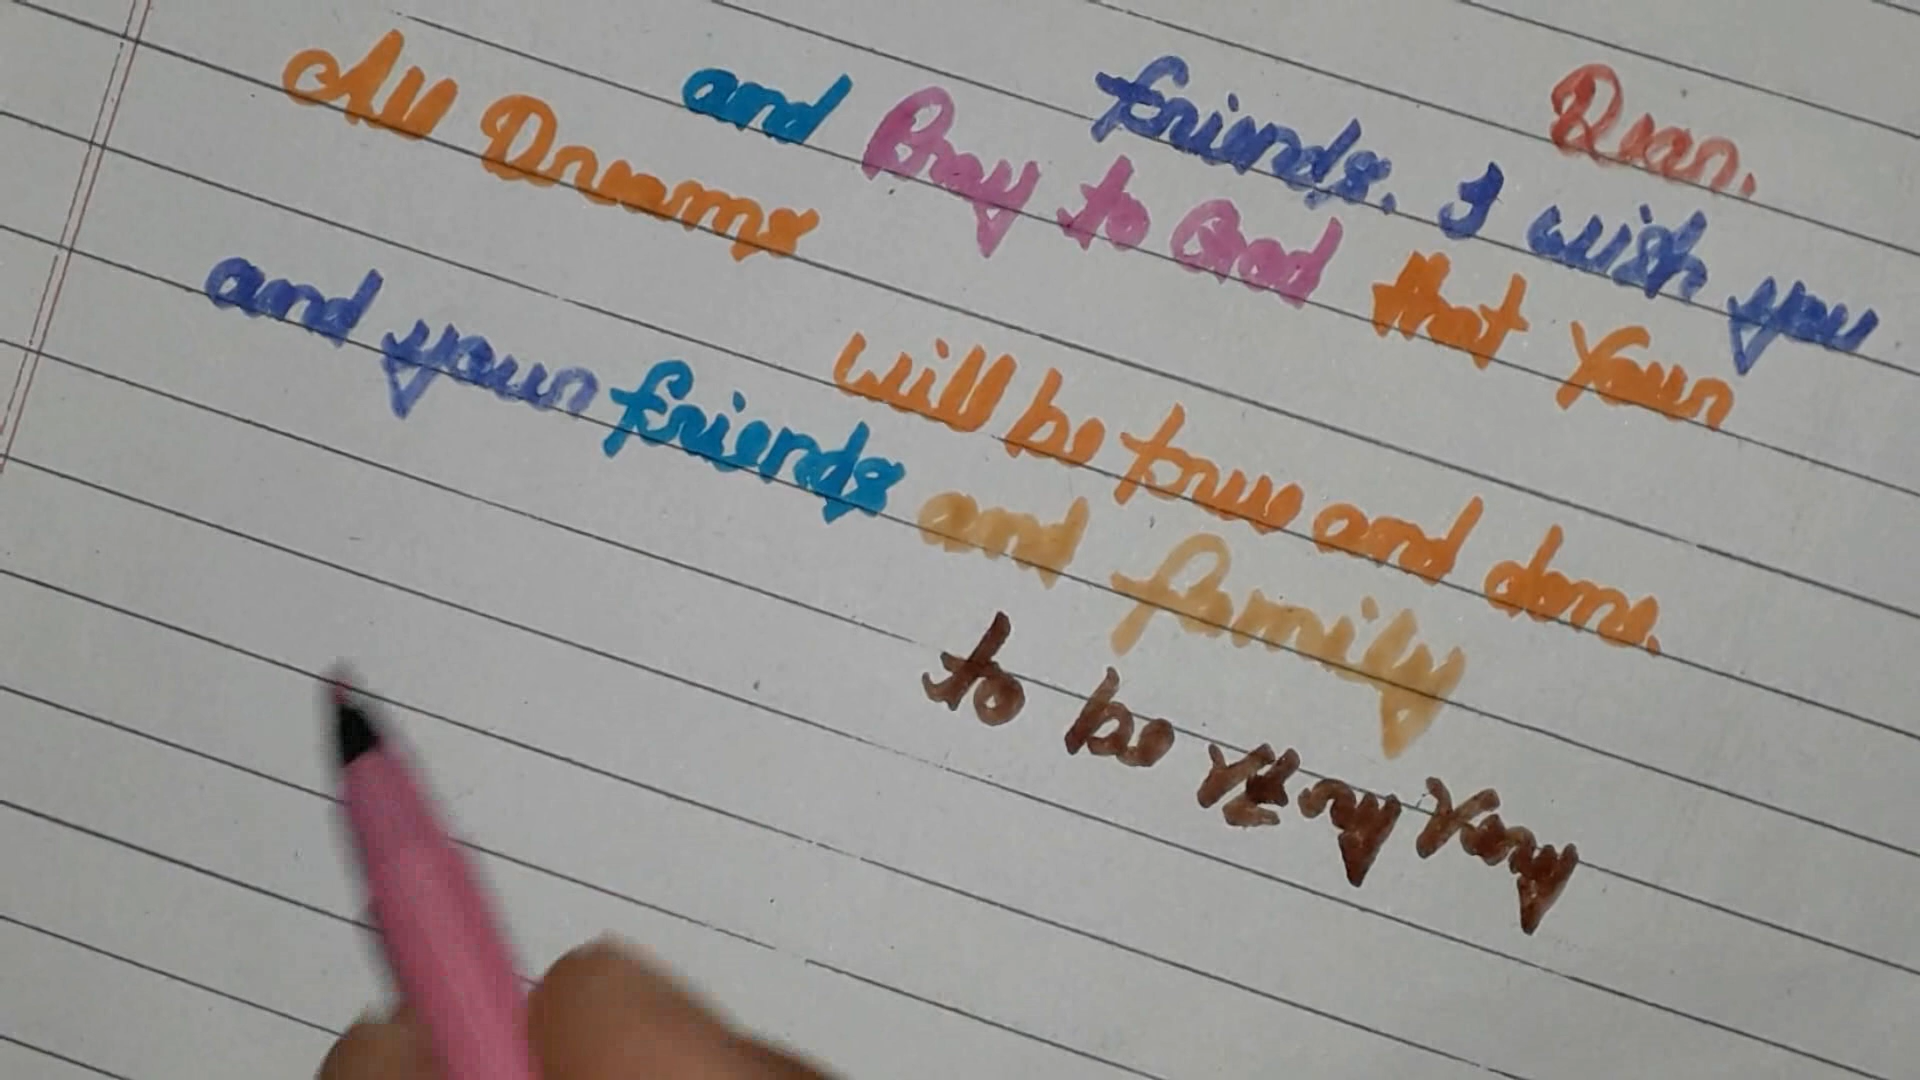 Dear.
friends. I wish you
and Pray to God that Your
All Dreams
will be true and done.
and your friends and family
to be very Very